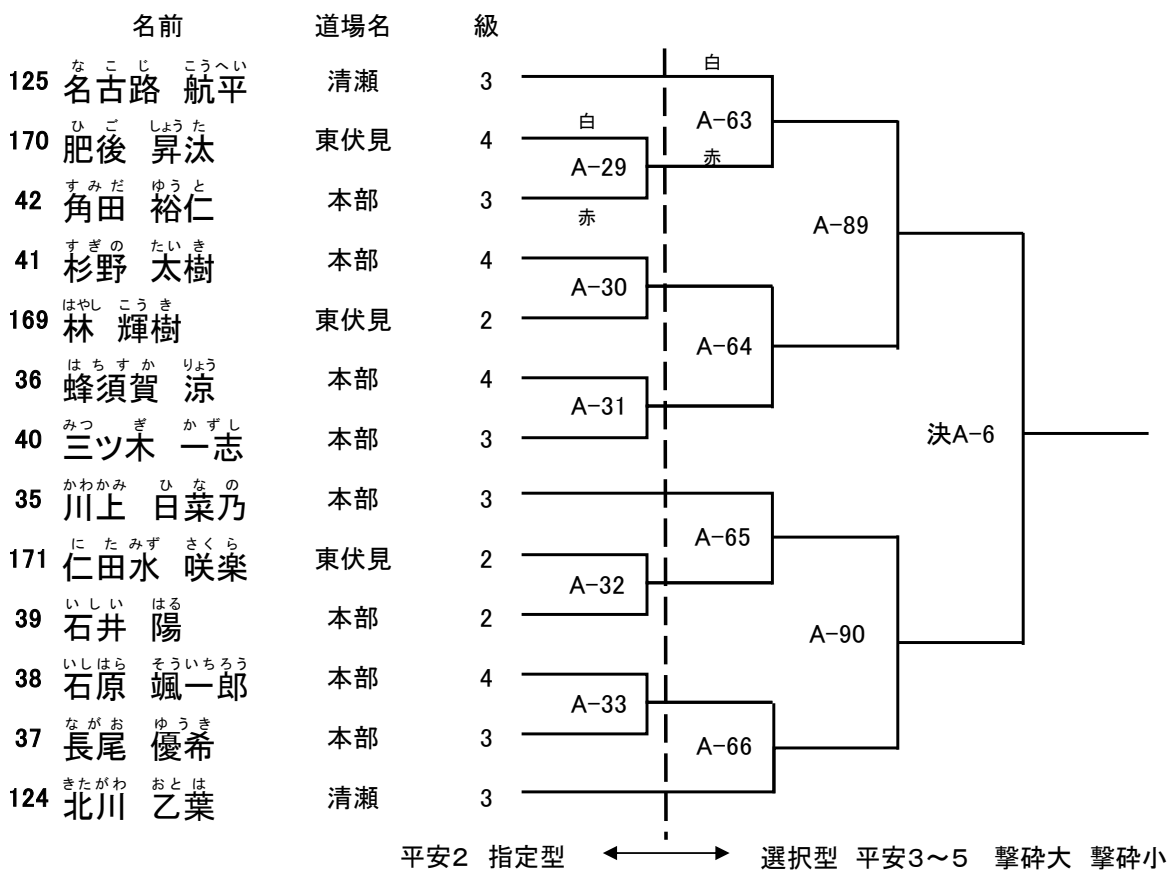 名前 道場名 級
なこじ こうへい
125 名古路 航平 清瀬 3
白
A-63
ひご しょうた
170 肥後 昇汰 東伏見 4
白
A-29
赤
すみだ ゆうと
42 角田 裕仁 本部 3
赤
A-89
すぎの たいき
41 杉野 太樹 本部 4
A-30
はやし こうき
169 林 輝樹 東伏見 2
A-64
はちすか りょう
36 蜂須賀 涼 本部 4
A-31
みつぎ かずし
40 三ツ木 一志 本部 3
決A-6
かわかみ ひなの
35 川上 日菜乃 本部 3
A-65
にたみず さくら
171 仁田水 咲楽 東伏見 2
A-32
いしい はる
39 石井 陽 本部 2
A-90
いしはら そういちろう
38 石原 颯一郎 本部 4
A-33
ながお ゆうき
37 長尾 優希 本部 3
A-66
きたがわ おとは
124 北川 乙葉 清瀬 3
平安2 指定型 選択型 平安3~5 撃砕大 撃砕小